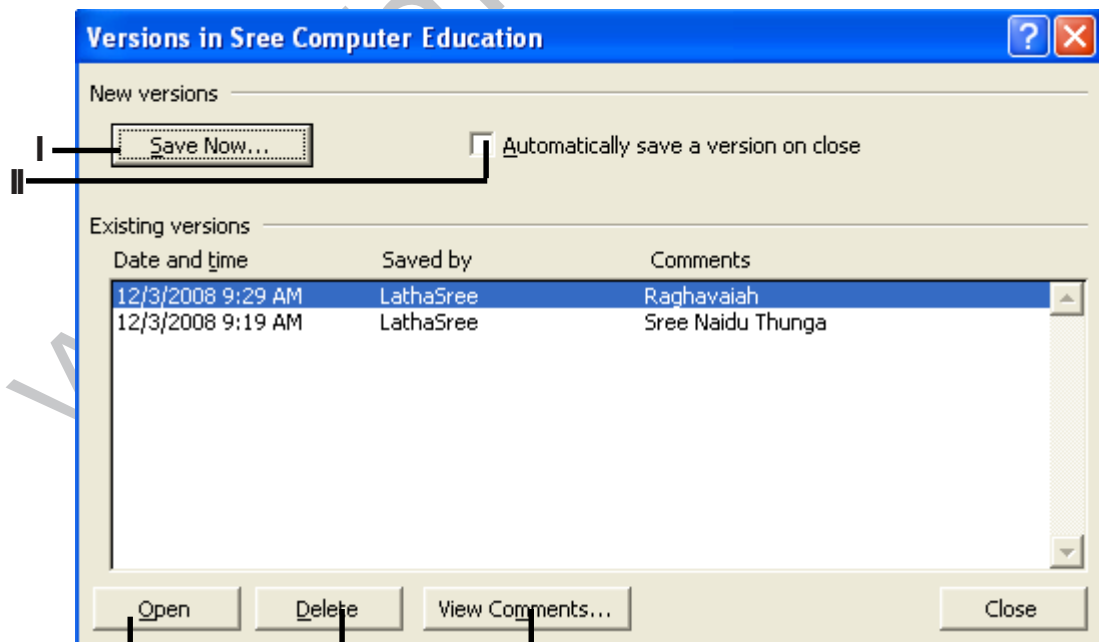 Versions in Sree Computer Education
New versions
I
Save Now...
Automatically save a version on close
II
Existing versions
Date and time Saved by Comments
12/3/2008 9:29 AM LathaSree Raghavaiah
12/3/2008 9:19 AM LathaSree Sree Naidu Thunga
Open Delete View Comments... Close